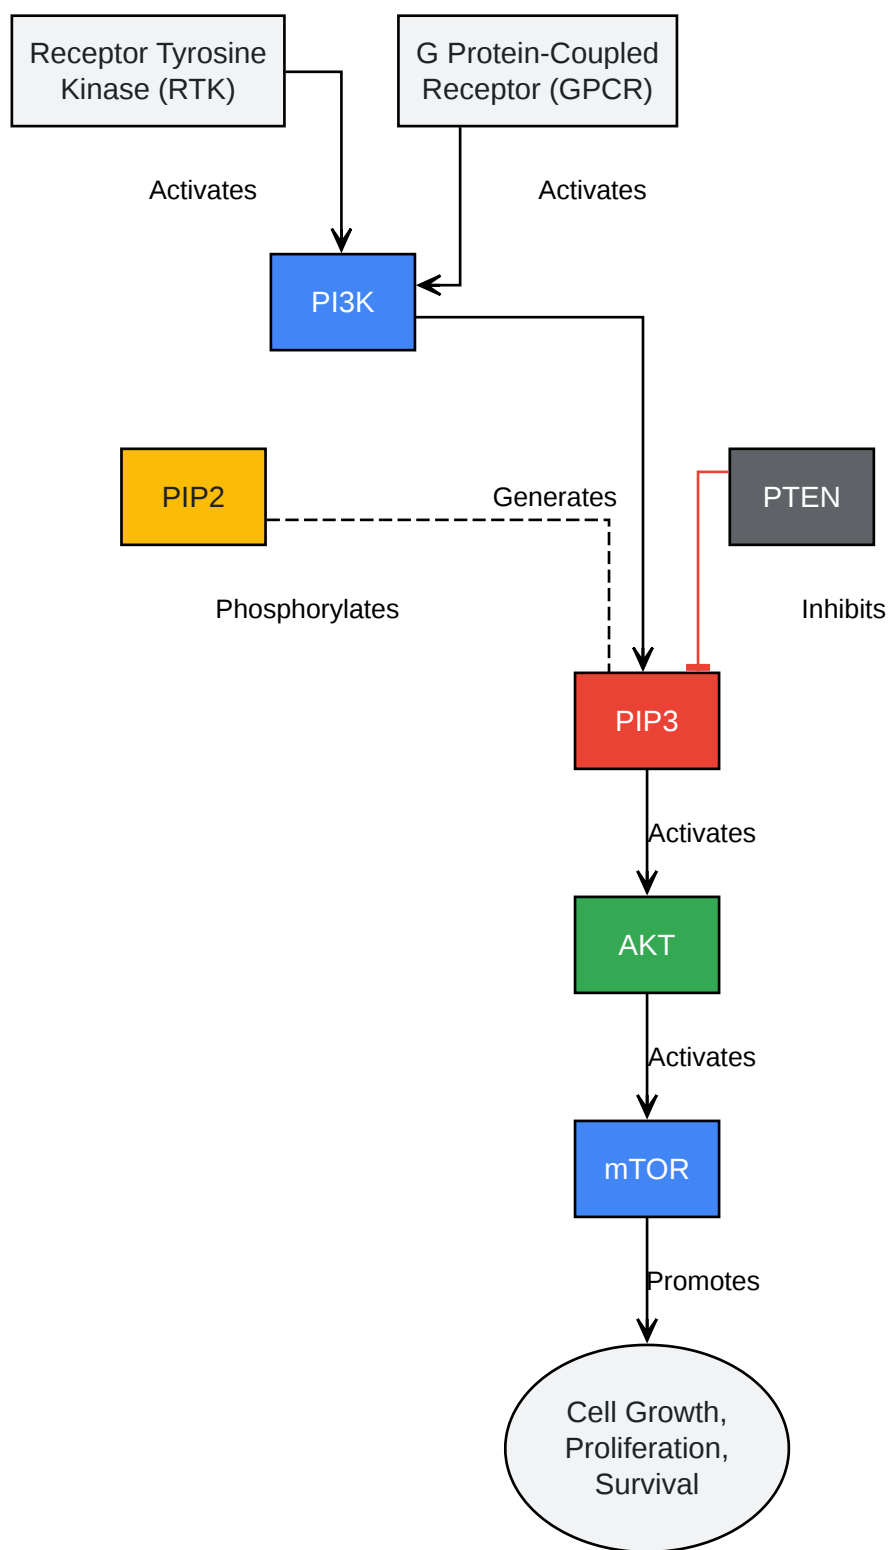 Receptor Tyrosine
Kinase (RTK)
G Protein-Coupled
Receptor (GPCR)
Activates
Activates
PI3K
PIP2
Generates
PTEN
Phosphorylates
Inhibits
PIP3
Activates
AKT
Activates
mTOR
Promotes
Cell Growth,
Proliferation,
Survival